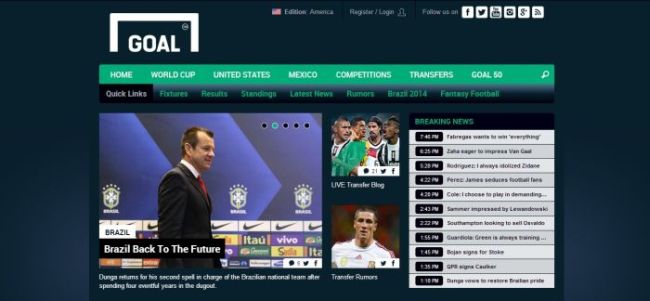 Edition: America
Register / Login
Follow us on
GOAL
HOME WORLD CUP UNITED STATES MEXICO COMPETITIONS TRANSFERS GOAL 50
Quick Links Fixtures Results Standings Latest News Rumors Brazil 2014 Fantasy Football
BRASIL
BRASIL
BRASIL
Itaú
vivo
BRAZIL
Brazil Back To The Future
6
Dunga returns for his second spell in charge of the Brazilian national team after
spending four eventful years in the dugout.
21
LIVE Transfer Blog
Transfer Rumors
BREAKING NEWS
7:40 PM Fabregas wants to win 'everything'
6:25 PM Zaha eager to impress Van Gaal
5:28 PM Rodriguez: I always idolized Zidane
4:22 PM Perez: James seduced football fans
4:20 PM Cole: I choose to play in demanding...
2:43 PM Sammer impressed by Lewandowski
2:22 PM Southampton looking to sell Osvaldo
1:55 PM Guardiola: Green is always training ...
1:45 PM Bojan signs for Stoke
1:35 PM QPR signs Caulker
1:10 PM Dunga vows to restore Brazilian pride